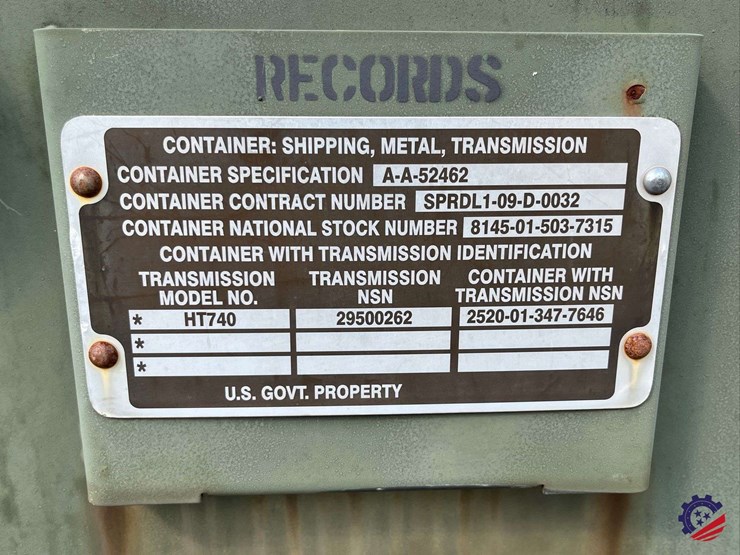 RECORDS
CONTAINER: SHIPPING, METAL, TRANSMISSION
CONTAINER SPECIFICATION A-A-52462
CONTAINER CONTRACT NUMBER SPRDL1-09-D-0032
CONTAINER NATIONAL STOCK NUMBER 8145-01-503-7315
CONTAINER WITH TRANSMISSION IDENTIFICATION
TRANSMISSION MODEL NO. TRANSMISSION NSN CONTAINER WITH TRANSMISSION NSN
* HT740 29500262 2520-01-347-7646
*
*
U.S. GOVT. PROPERTY